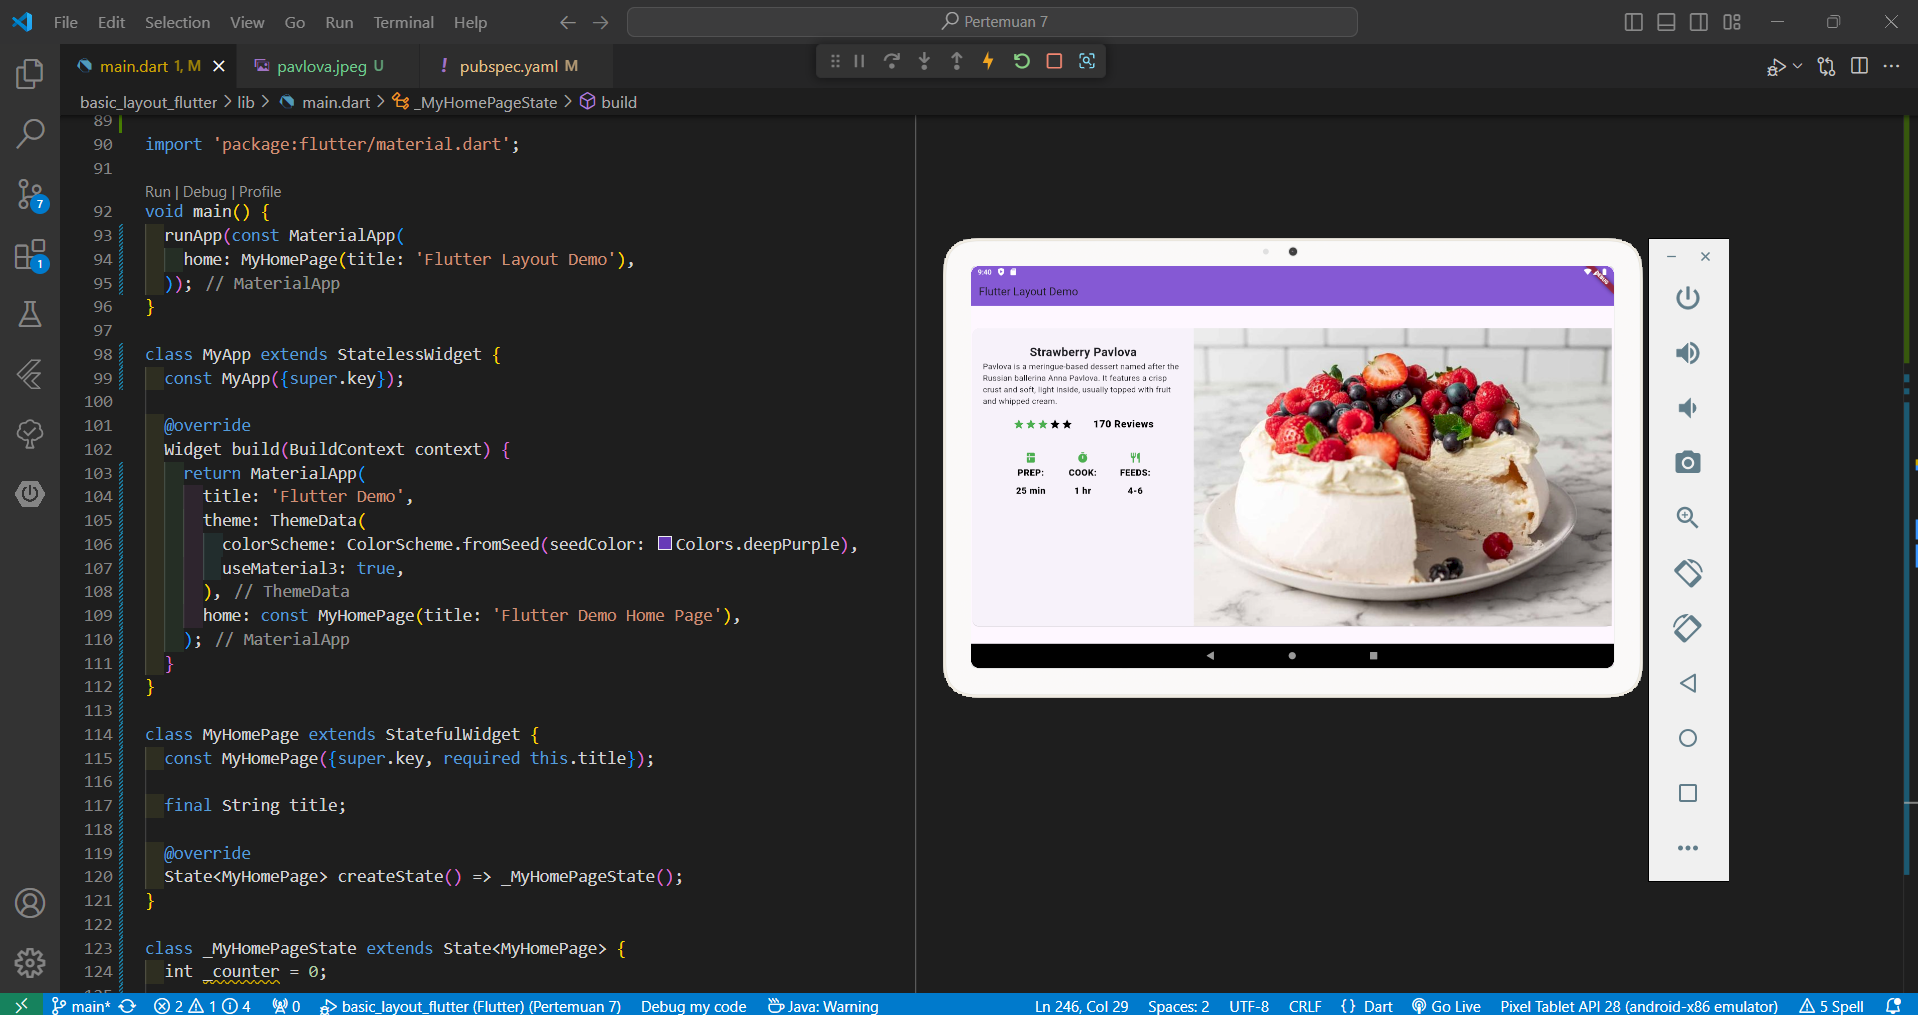 File Edit Selection View Go Run Terminal Help
Pertemuan 7
main.dart 1, M
pavlova.jpeg U
! pubspec.yaml M
basic_layout_flutter > lib > main.dart > _MyHomePageState > build
89
90 import 'package:flutter/material.dart';
91
Run | Debug | Profile
92 void main() {
93 runApp(const MaterialApp(
94 home: MyHomePage(title: 'Flutter Layout Demo'),
95 )); // MaterialApp
96 }
97
98 class MyApp extends StatelessWidget {
99 const MyApp({super.key});
100
101 @override
102 Widget build(BuildContext context) {
103 return MaterialApp(
104 title: 'Flutter Demo',
105 theme: ThemeData(
106 colorScheme: ColorScheme.fromSeed(seedColor: Colors.deepPurple),
107 useMaterial3: true,
108 ), // ThemeData
109 home: const MyHomePage(title: 'Flutter Demo Home Page'),
110 ); // MaterialApp
111 }
112 }
113
114 class MyHomePage extends StatefulWidget {
115 const MyHomePage({super.key, required this.title});
116
117 final String title;
118
119 @override
120 State<MyHomePage> createState() => _MyHomePageState();
121 }
122
123 class _MyHomePageState extends State<MyHomePage> {
124 int _counter = 0;
7
1
9:40
Flutter Layout Demo
Strawberry Pavlova
Pavlova is a meringue-based dessert named after the
Russian ballerina Anna Pavlova. It features a crisp
crust and soft, light inside, usually topped with fruit
and whipped cream.
170 Reviews
PREP: COOK: FEEDS:
25 min 1 hr 4-6
main* 2 1 4 0 basic_layout_flutter (Flutter) (Pertemuan 7) Debug my code Java: Warning Ln 246, Col 29 Spaces: 2 UTF-8 CRLF {} Dart Go Live Pixel Tablet API 28 (android-x86 emulator) 5 Spell